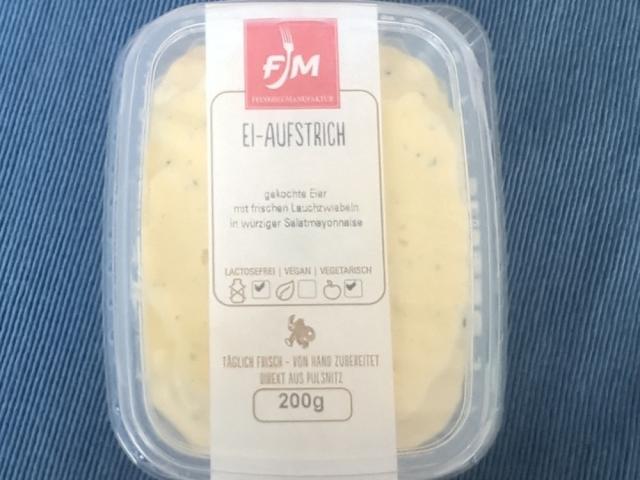 FJM
FEINKOSTMANUFAKTUR
EI-AUFSTRICH
gekochte Eier
mit frischen Lauchzwiebeln
in würziger Salatmayonnaise
LACTOSEFREI | VEGAN | VEGETARISCH
TÄGLICH FRISCH - VON HAND ZUBEREITET
DIREKT AUS PULSNITZ
200g